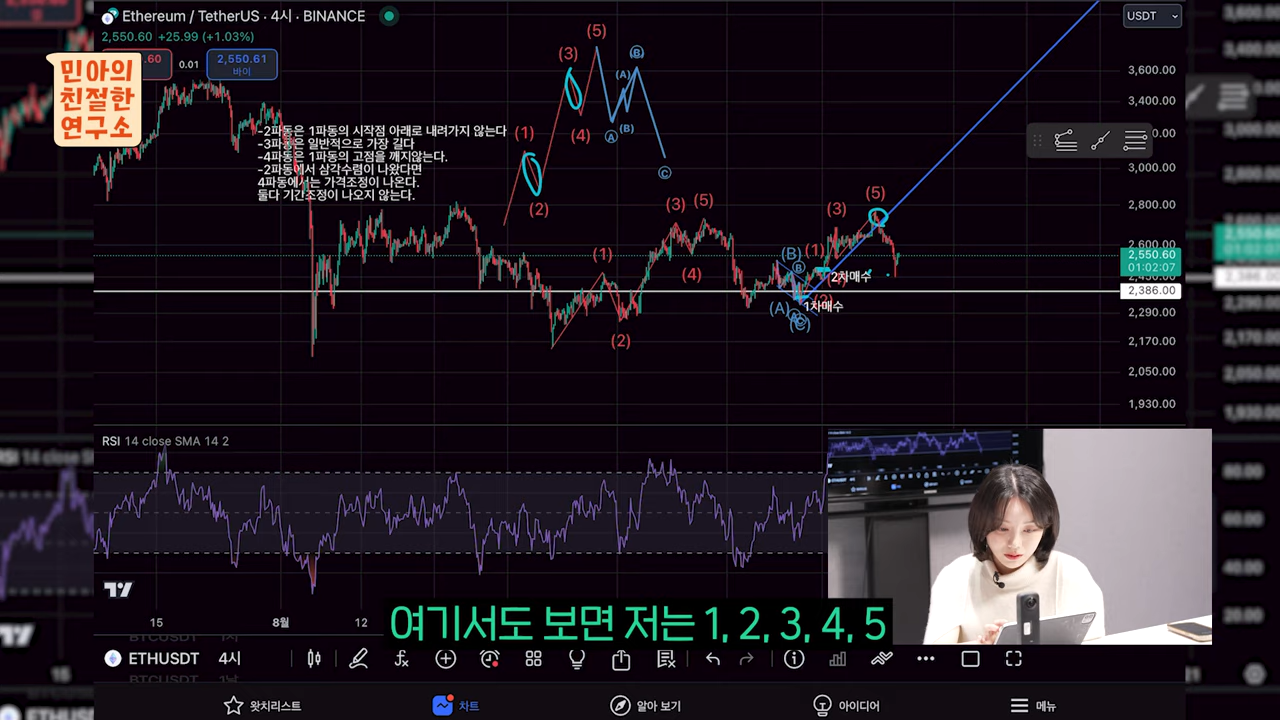 Ethereum / TetherUS · 4시 · BINANCE
2,550.60 +25.99 (+1.03%)
.60
0.01
2,550.61
바이
민아의
친절한
연구소
USDT
-2파동은 1파동의 시작점 아래로 내려가지 않는다
-3파동은 일반적으로 가장 길다
-4파동은 1파동의 고점을 깨지않는다.
-2파동에서 삼각수렴이 나왔다면
4파동에서는 가격조정이 나온다.
둘다 기간조정이 나오지 않는다.
(1)
(2)
(3)
(4)
(5)
(A)
(B)
A
B
C
(1)
(2)
(3)
(4)
(5)
(A)
(B)
B
(1)
(3)
(5)
2차매수
1차매수
3,600.00
3,400.00
3,000.00
2,800.00
2,600.00
2,550.60
01:02:07
2,386.00
2,290.00
2,170.00
2,050.00
1,930.00
RSI 14 close SMA 14 2
15
8월
12
여기서도 보면 저는 1, 2, 3, 4, 5
ETHUSDT 4시
왓치리스트
차트
알아 보기
아이디어
메뉴